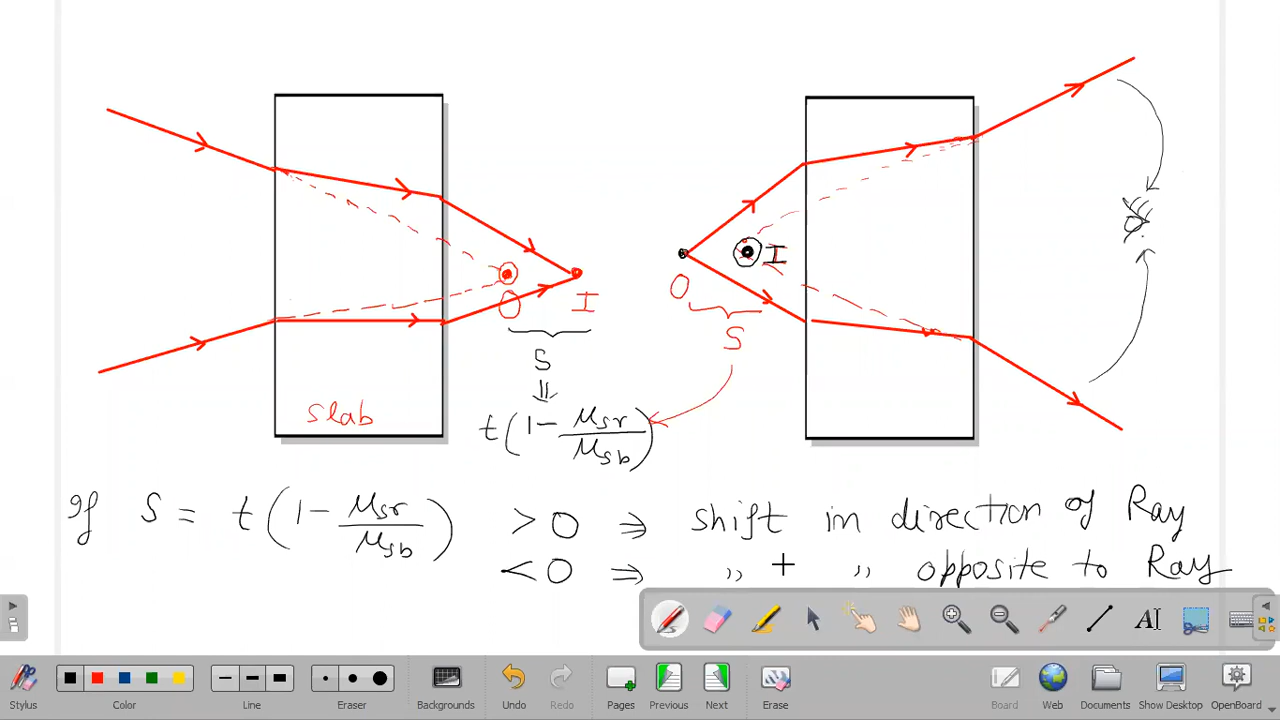 O
I
S
⇓
t(1 - μsr/μsb)
slab
O
I
S
If S = t(1 - μsr/μsb) >0 ⇒ shift in direction of Ray
<0 ⇒ ,, + ,, opposite to Ray
Stylus
Color
Line
Eraser
Backgrounds
Undo
Redo
Pages
Previous
Next
Erase
Board
Web
Documents
Show Desktop
OpenBoard